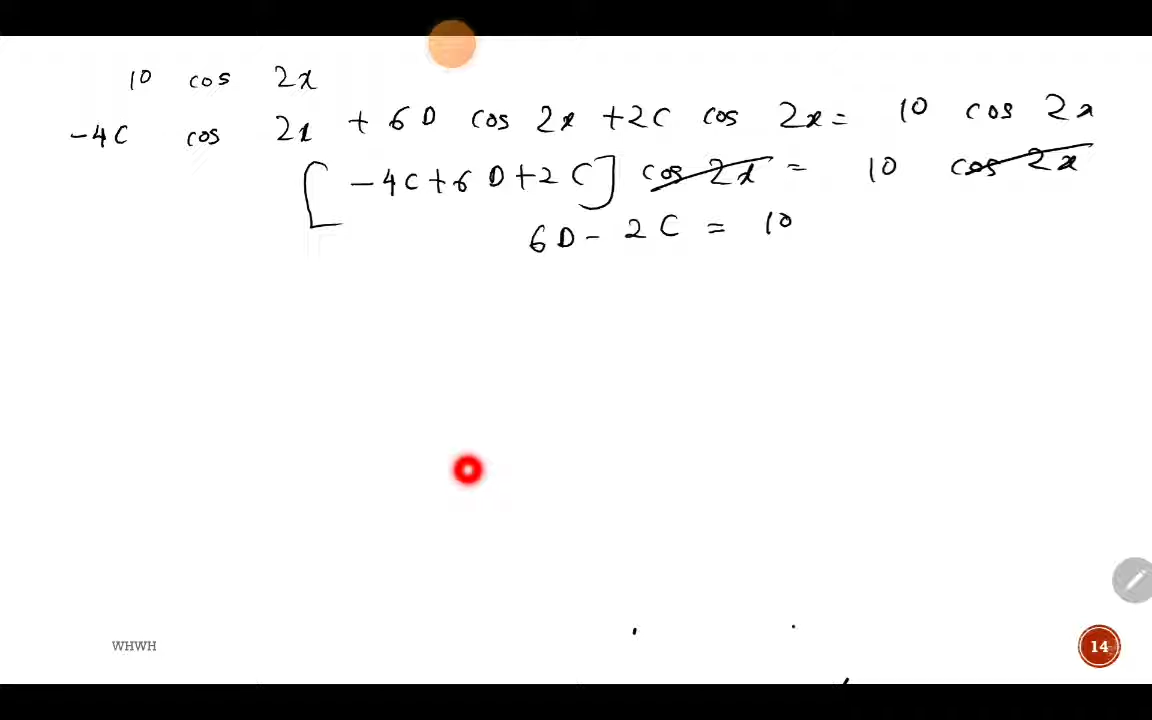 10 cos 2x
-4C cos 2x + 6D cos 2x + 2C cos 2x = 10 cos 2x
[ -4C + 6D + 2C ] cos 2x = 10 cos 2x
6D - 2C = 10
WHWH
14